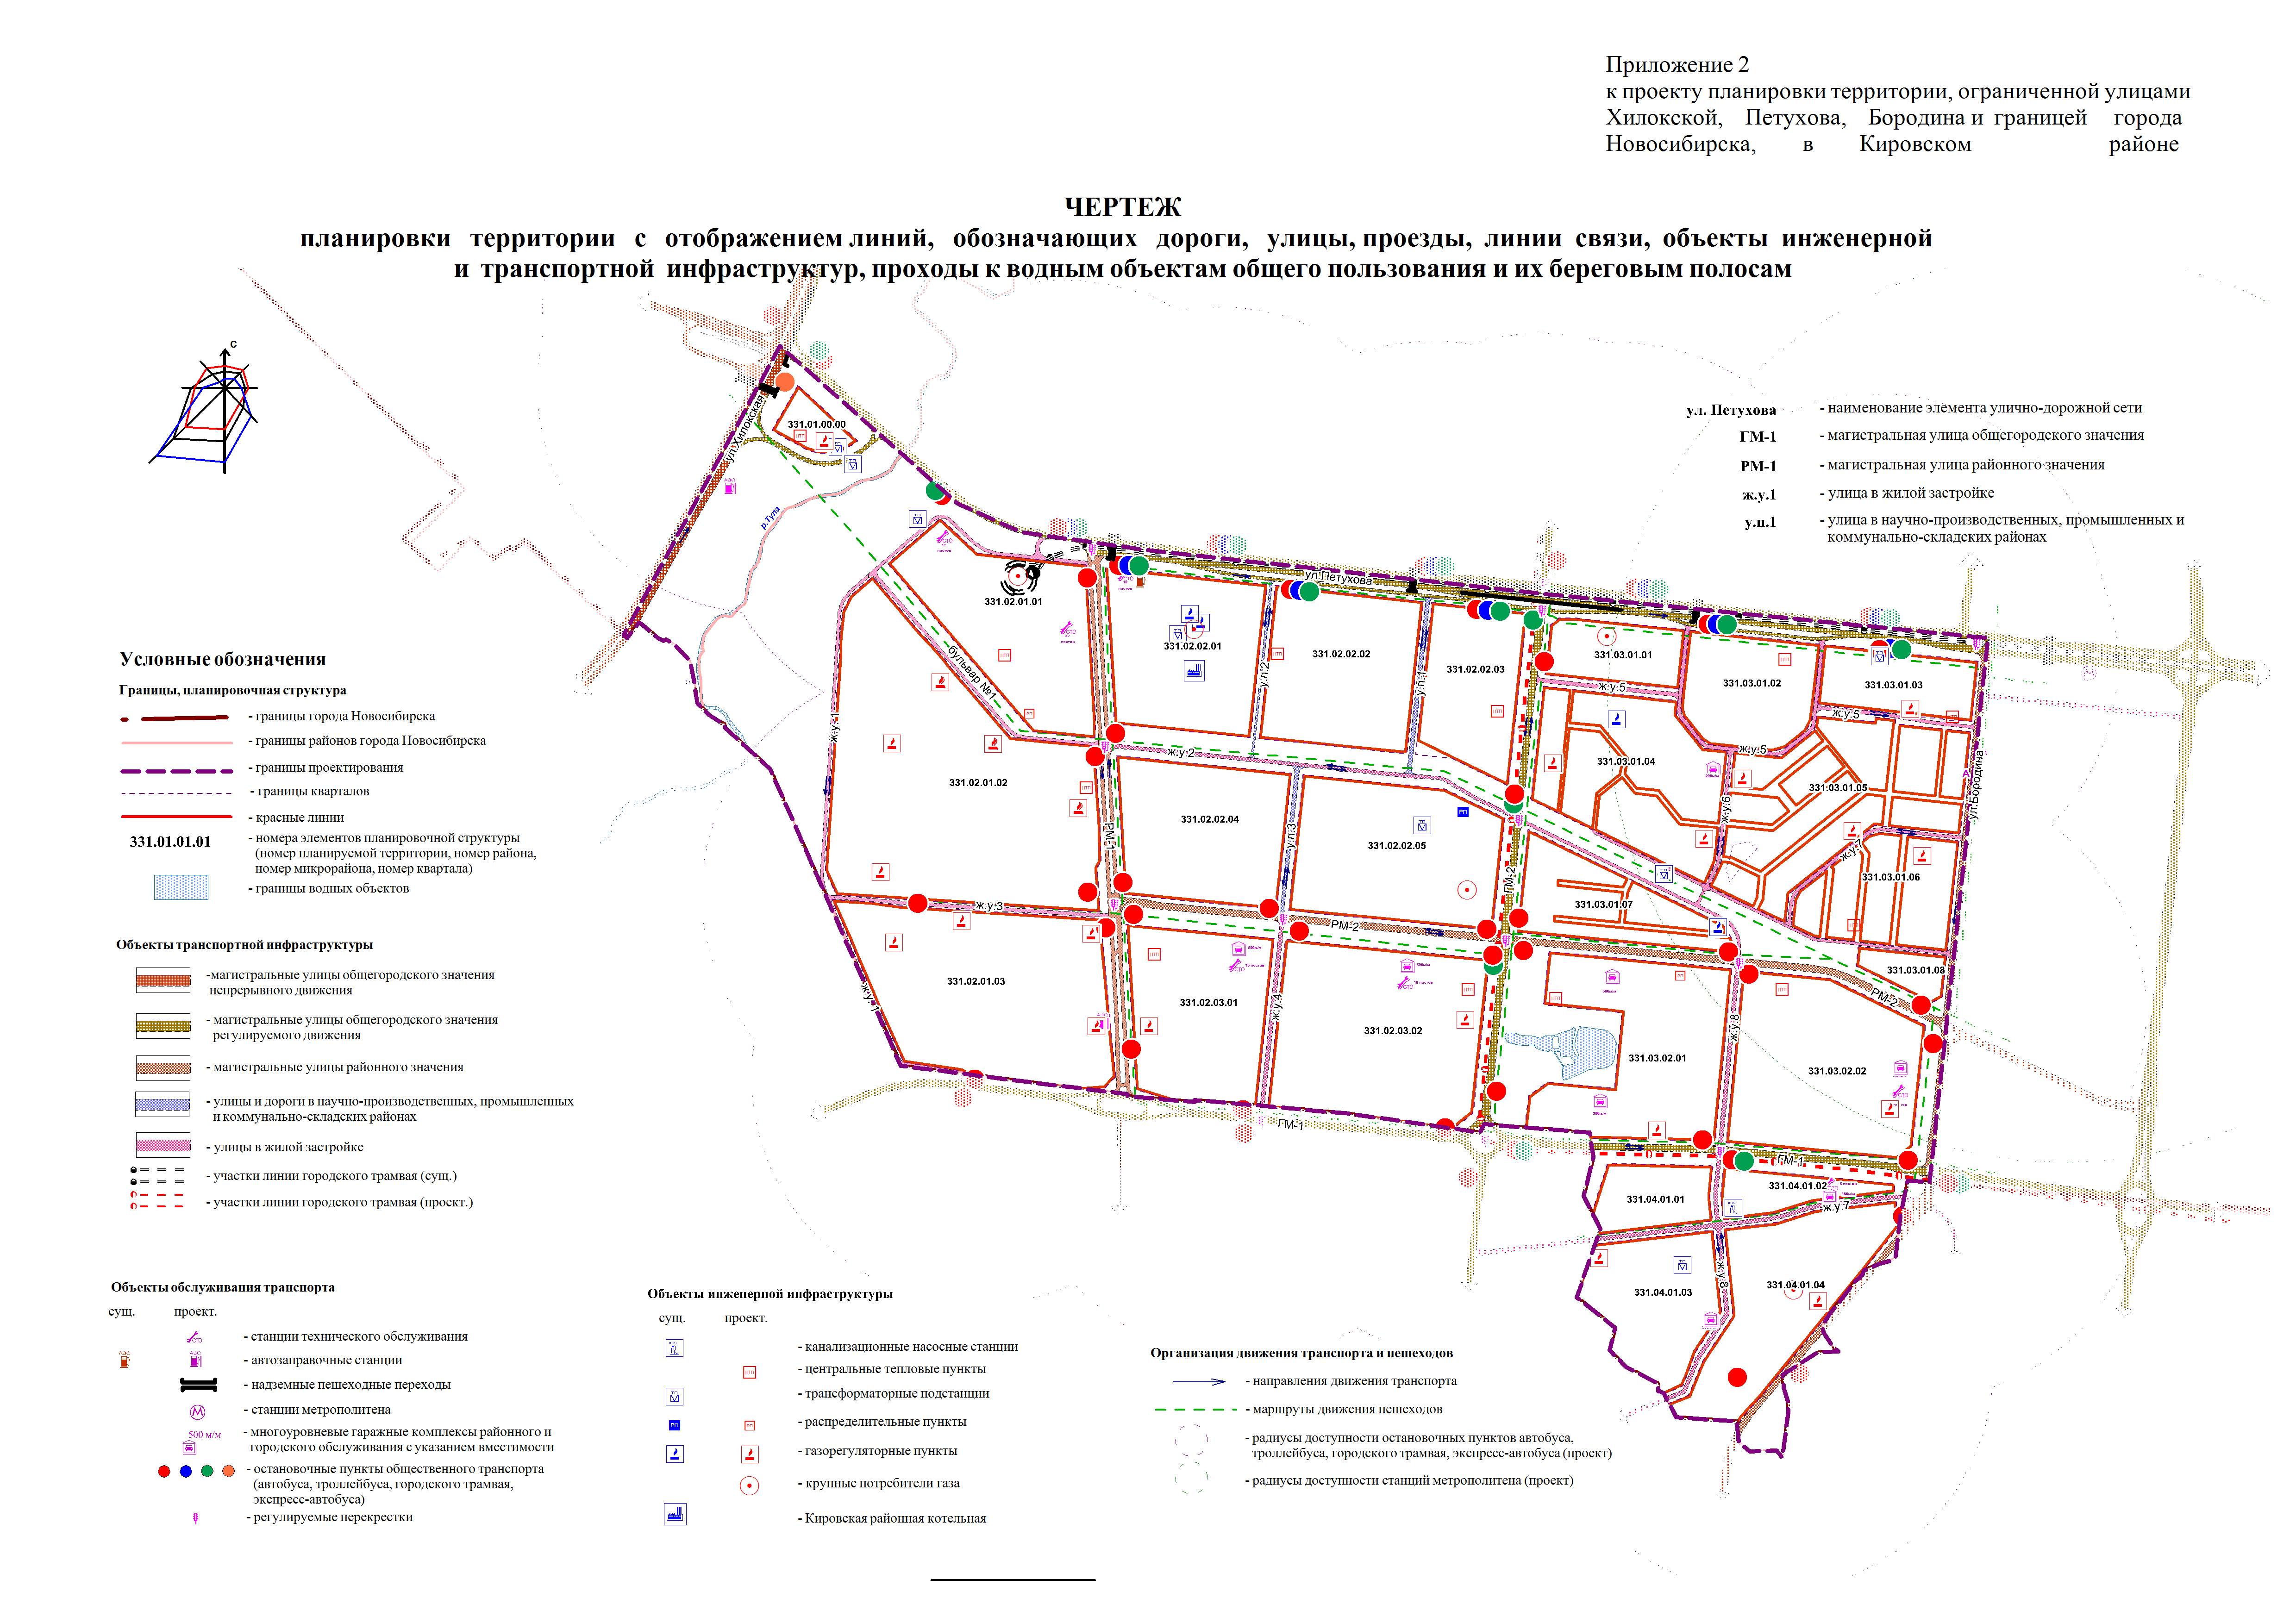 Приложение 2
к проекту планировки территории, ограниченной улицами
Хилокской, Петухова, Бородина и границей города
Новосибирска, в Кировском районе
ЧЕРТЕЖ
планировки территории с отображением линий, обозначающих дороги, улицы, проезды, линии связи, объекты инженерной
и транспортной инфраструктур, проходы к водным объектам общего пользования и их береговым полосам
С
ул. Петухова - наименование элемента улично-дорожной сети
ГМ-1 - магистральная улица общегородского значения
РМ-1 - магистральная улица районного значения
ж.у.1 - улица в жилой застройке
у.п.1 - улица в научно-производственных, промышленных и
коммунально-складских районах
ул.Хилокская
331.01.00.00
р.Тула
ул.Петухова
331.02.01.01
331.02.02.01
331.02.02.02
331.02.02.03
331.03.01.01
331.03.01.02
331.03.01.03
бульвар №1
у.п.2
у.п.1
ж.у.5
ж.у.5
ж.у.5
ж.у.1
ж.у.2
331.02.01.02
331.02.02.04
331.02.02.05
331.03.01.04
331.03.01.05
ул.Бородина
РМ-1
у.п.3
ГМ-2
ж.у.6
ж.у.7
331.03.01.06
331.03.01.07
331.03.01.08
ж.у.3
РМ-2
РМ-2
331.02.01.03
331.02.03.01
331.02.03.02
331.03.02.01
331.03.02.02
ж.у.1
ж.у.4
ж.у.8
ГМ-1
ГМ-1
331.04.01.01
331.04.01.02
ж.у.7
ж.у.8
331.04.01.03
331.04.01.04
Условные обозначения
Границы, планировочная структура
- границы города Новосибирска
- границы районов города Новосибирска
- границы проектирования
- границы кварталов
- красные линии
331.01.01.01 - номера элементов планировочной структуры
(номер планируемой территории, номер района,
номер микрорайона, номер квартала)
- границы водных объектов
Объекты транспортной инфраструктуры
-магистральные улицы общегородского значения
непрерывного движения
- магистральные улицы общегородского значения
регулируемого движения
- магистральные улицы районного значения
- улицы и дороги в научно-производственных, промышленных
и коммунально-складских районах
- улицы в жилой застройке
- участки линии городского трамвая (сущ.)
- участки линии городского трамвая (проект.)
Объекты обслуживания транспорта
сущ. проект.
СТО - станции технического обслуживания
АЗС АЗС - автозаправочные станции
- надземные пешеходные переходы
М - станции метрополитена
500 м/м - многоуровневые гаражные комплексы районного и
городского обслуживания с указанием вместимости
- остановочные пункты общественного транспорта
(автобуса, троллейбуса, городского трамвая,
экспресс-автобуса)
- регулируемые перекрестки
Объекты инженерной инфраструктуры
сущ. проект.
- канализационные насосные станции
ЦТП - центральные тепловые пункты
- трансформаторные подстанции
РП РП - распределительные пункты
- газорегуляторные пункты
- крупные потребители газа
- Кировская районная котельная
Организация движения транспорта и пешеходов
- направления движения транспорта
- маршруты движения пешеходов
- радиусы доступности остановочных пунктов автобуса,
троллейбуса, городского трамвая, экспресс-автобуса (проект)
- радиусы доступности станций метрополитена (проект)